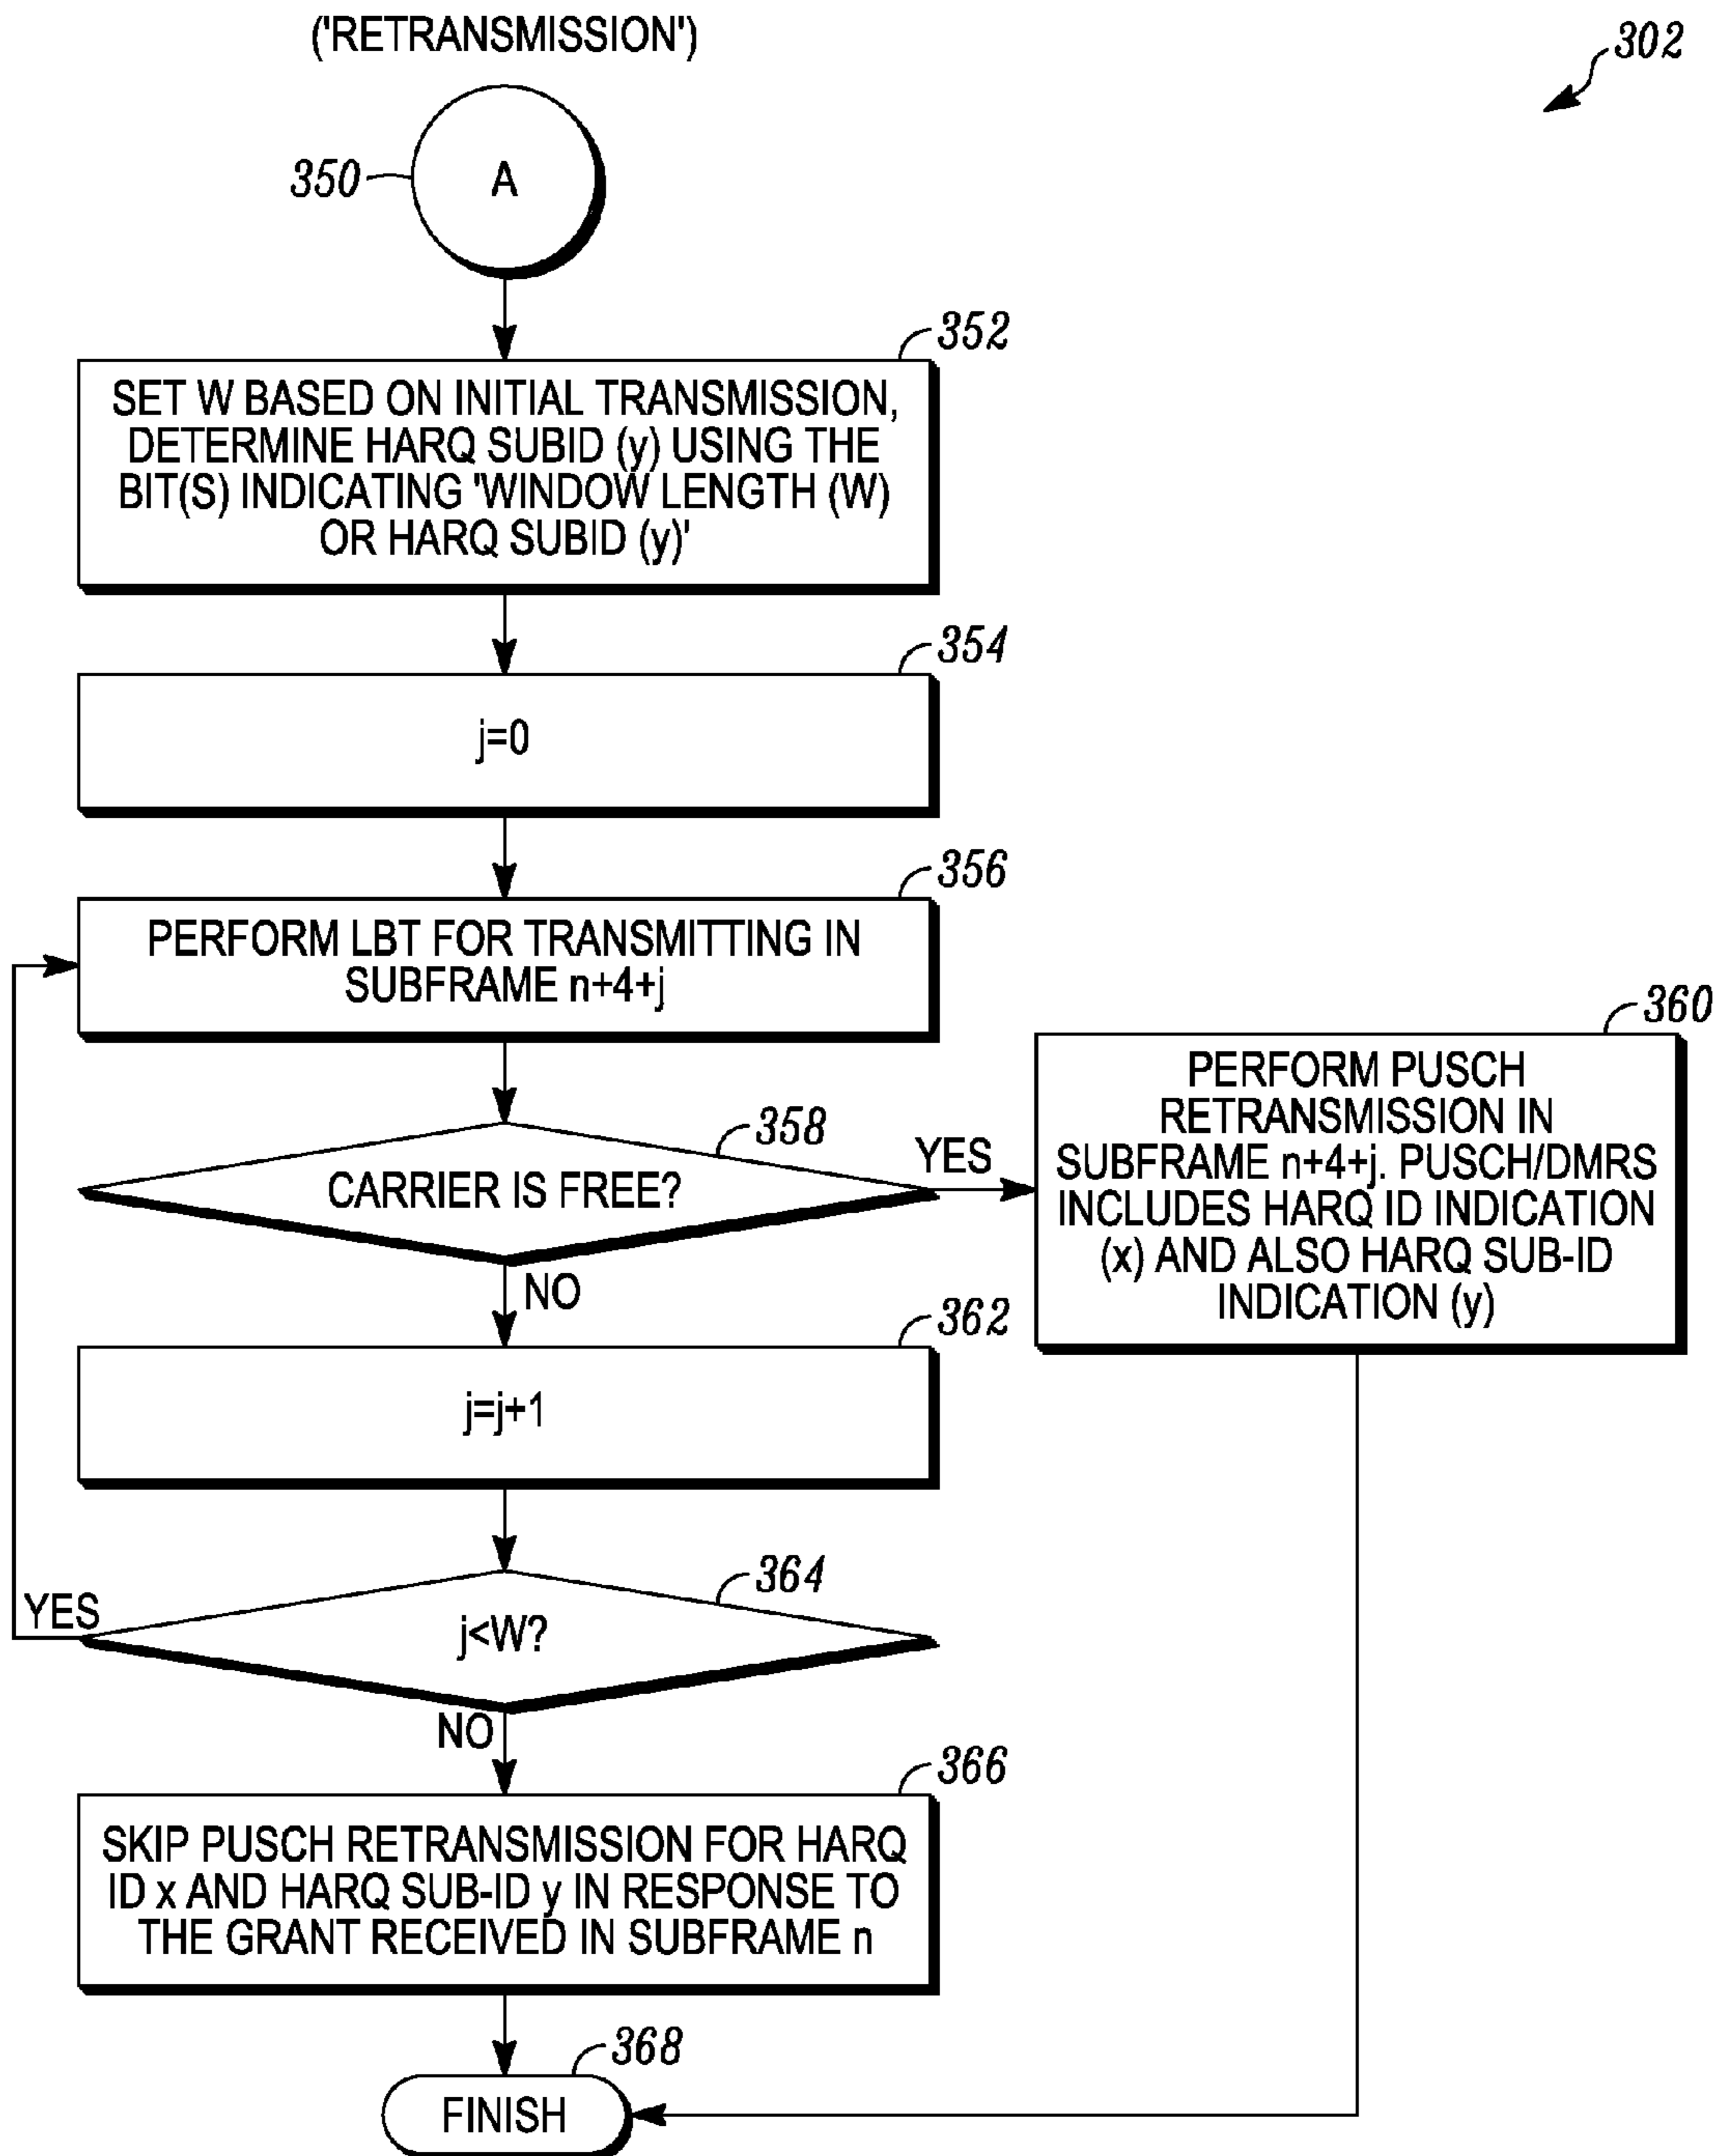 ('RETRANSMISSION')
302
350
A
352
SET W BASED ON INITIAL TRANSMISSION,
DETERMINE HARQ SUBID (y) USING THE
BIT(S) INDICATING 'WINDOW LENGTH (W)
OR HARQ SUBID (y)'
354
j=0
356
PERFORM LBT FOR TRANSMITTING IN
SUBFRAME n+4+j
358
CARRIER IS FREE?
YES
NO
360
PERFORM PUSCH
RETRANSMISSION IN
SUBFRAME n+4+j. PUSCH/DMRS
INCLUDES HARQ ID INDICATION
(x) AND ALSO HARQ SUB-ID
INDICATION (y)
362
j=j+1
364
j<W?
YES
NO
366
SKIP PUSCH RETRANSMISSION FOR HARQ
ID x AND HARQ SUB-ID y IN RESPONSE TO
THE GRANT RECEIVED IN SUBFRAME n
368
FINISH